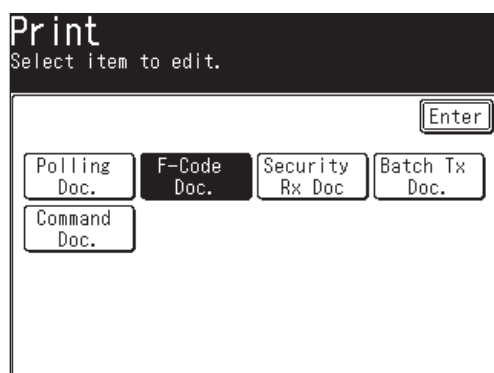 Print
Select item to edit.
Enter
Polling Doc.
F-Code Doc.
Security Rx Doc
Batch Tx Doc.
Command Doc.